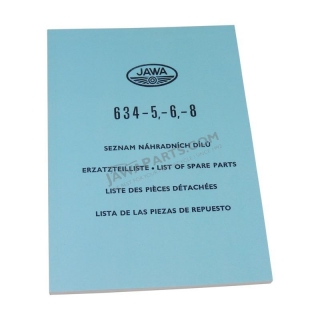 JAWA
634-5,-6,-8
SEZNAM NÁHRADNÍCH DÍLŮ
ERZATZTEILLISTE • LIST OF SPARE PARTS
LISTE DES PIÈCES DÉTACHÉES
LISTA DE LAS PIEZAS DE REPUESTO